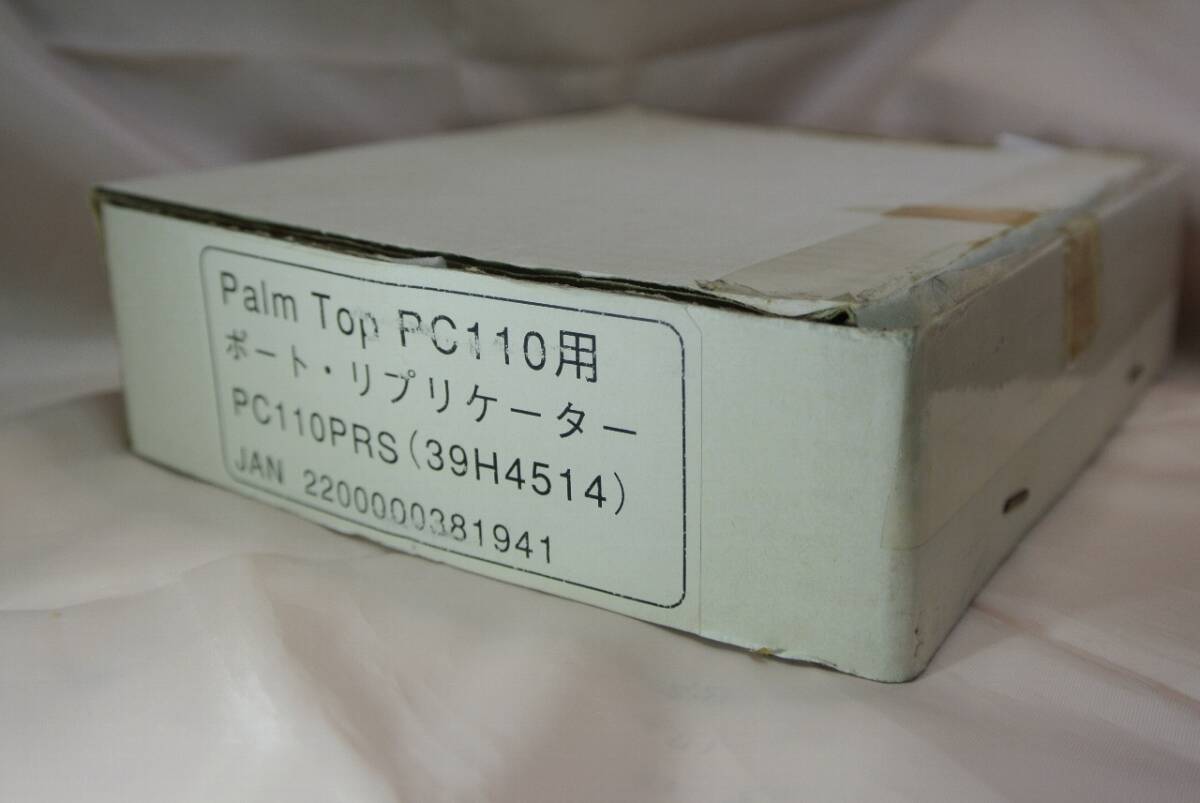 Palm Top PC110用
ポート・リプリケーター
PC110PRS(39H4514)
JAN 2200000381941